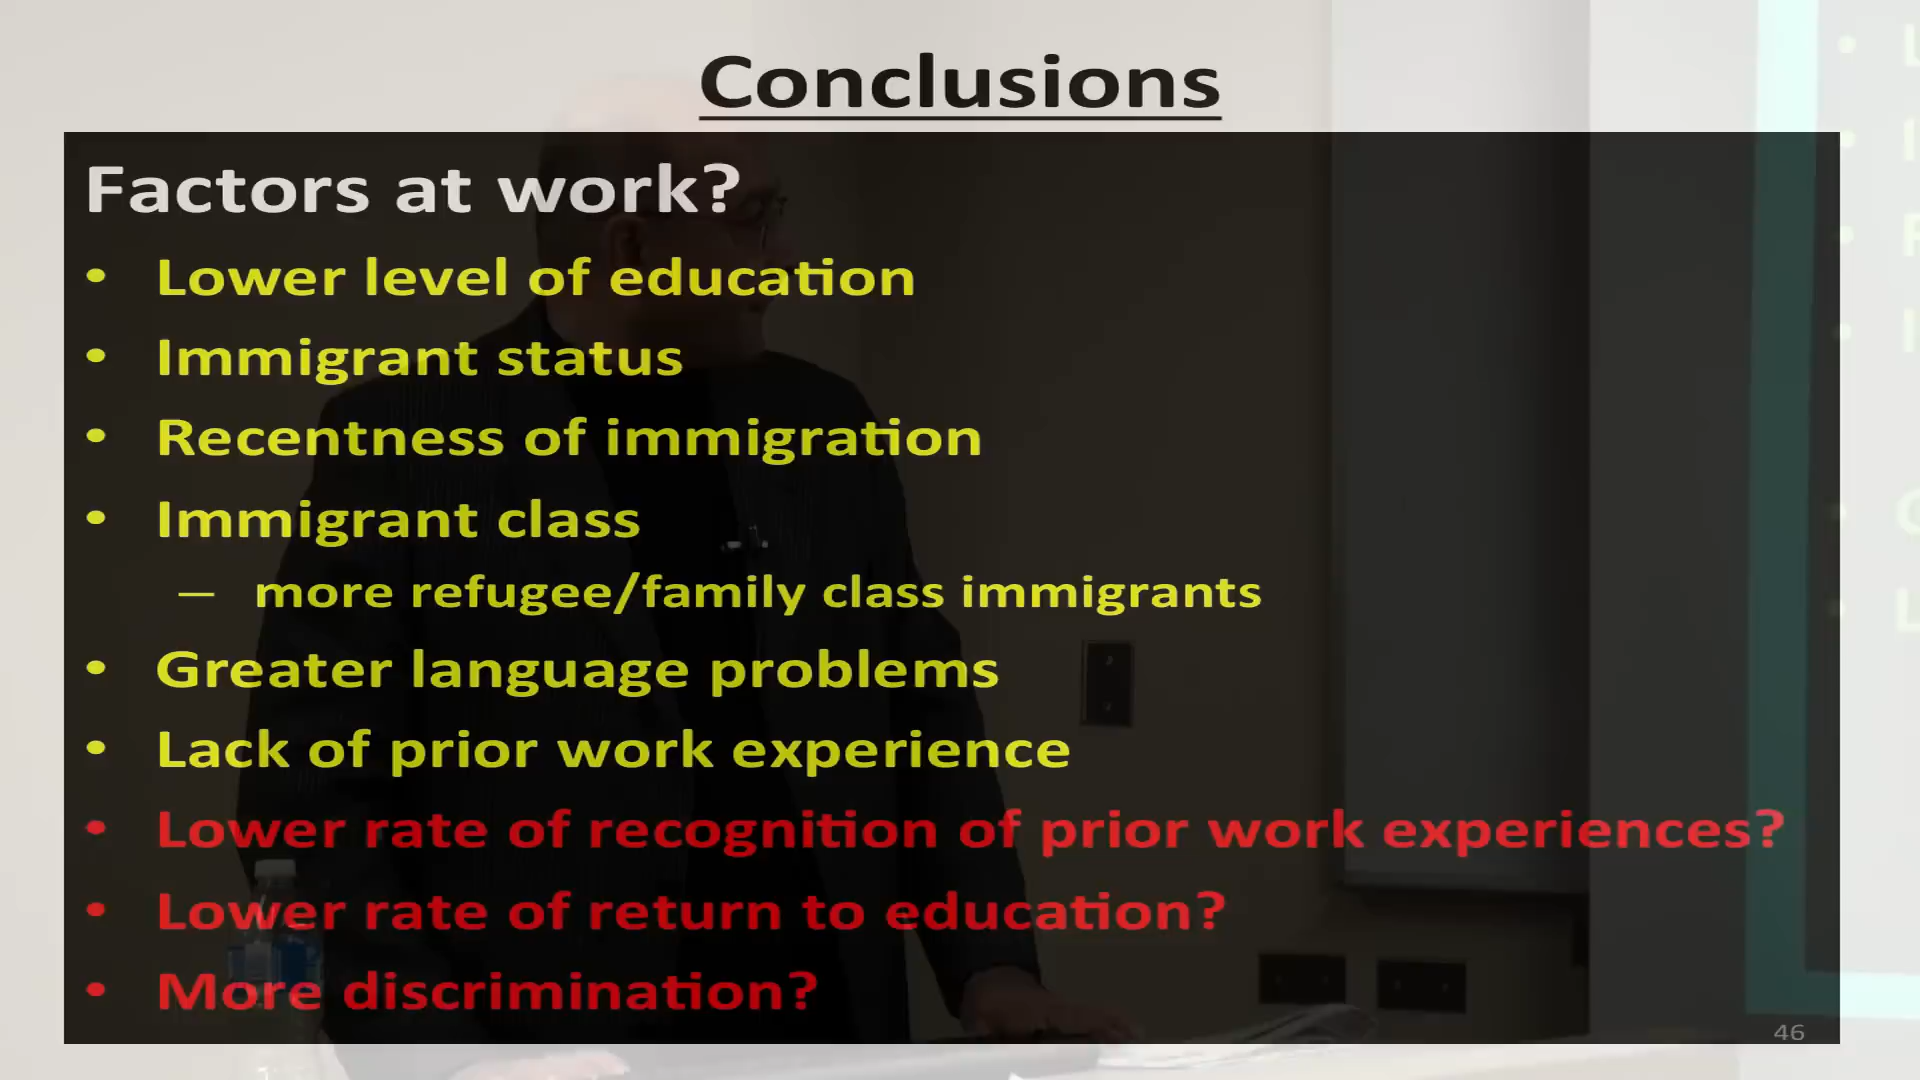 Conclusions
Factors at work?
• Lower level of education
• Immigrant status
• Recentness of immigration
• Immigrant class
— more refugee/family class immigrants
• Greater language problems
• Lack of prior work experience
• Lower rate of recognition of prior work experiences?
• Lower rate of return to education?
• More discrimination?
46